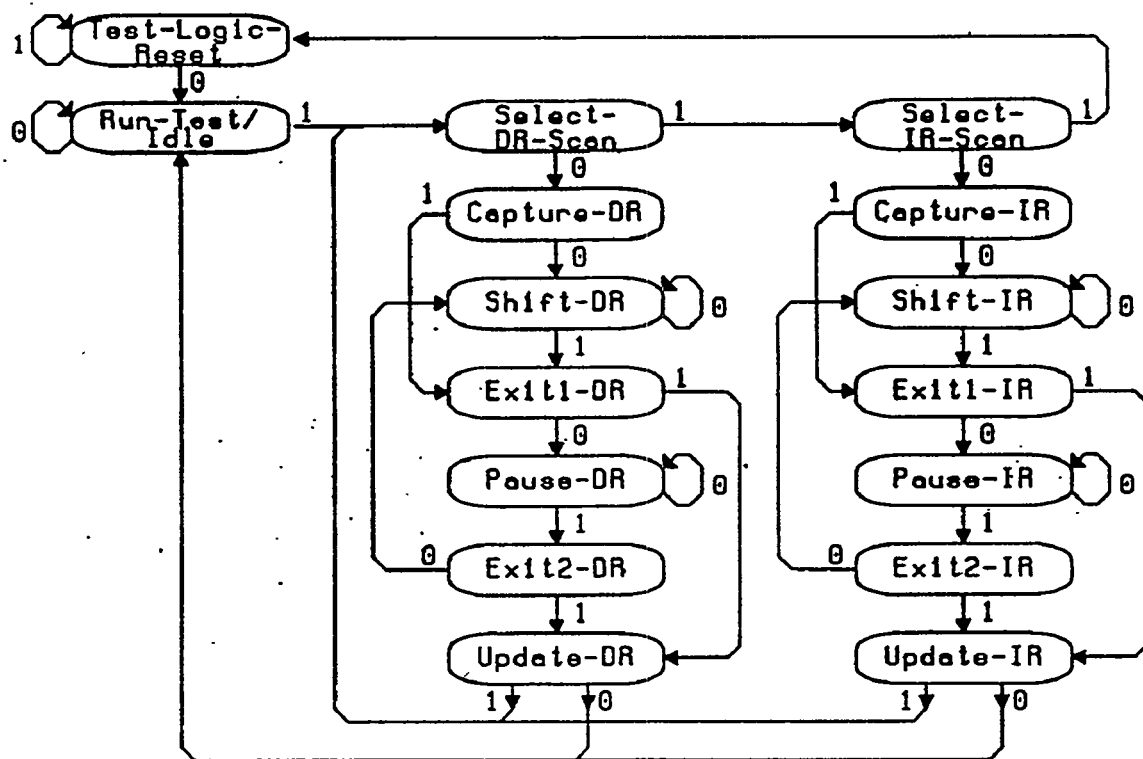 Test-Logic-
Reset
1
0
Run-Test/
Idle
0
1
Select-
DR-Scan
1
Select-
IR-Scan
1
0
0
1
Capture-DR
1
Capture-IR
0
0
Shift-DR
0
Shift-IR
0
1
1
Exit1-DR
1
Exit1-IR
1
0
0
Pause-DR
0
Pause-IR
0
1
1
0
Exit2-DR
0
Exit2-IR
1
1
Update-DR
Update-IR
1
0
1
0